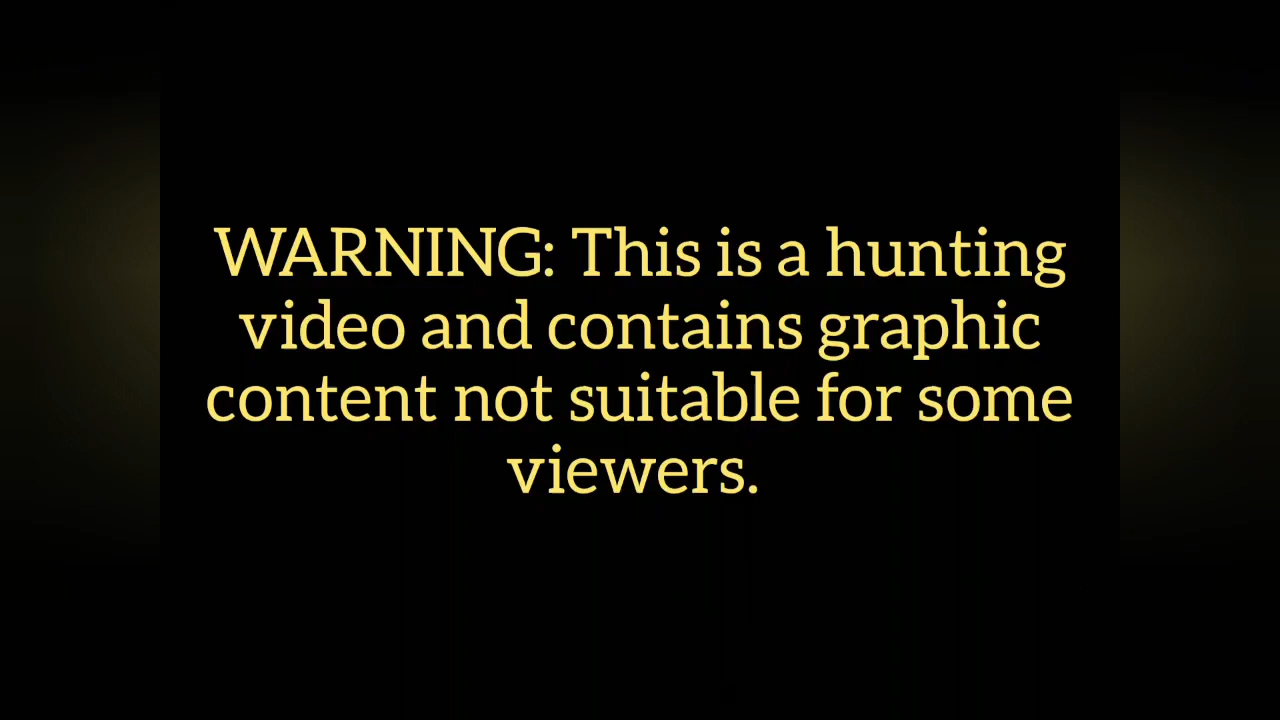 WARNING: This is a hunting
video and contains graphic
content not suitable for some
viewers.